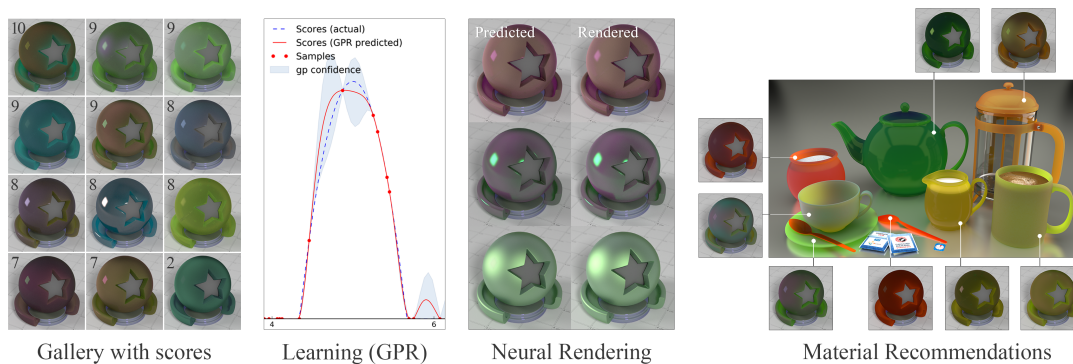 10 9 9
9 9 8
8 8 8
7 7 2
Gallery with scores
Scores (actual)
Scores (GPR predicted)
Samples
gp confidence
4 6
Learning (GPR)
Predicted Rendered
Neural Rendering
Material Recommendations